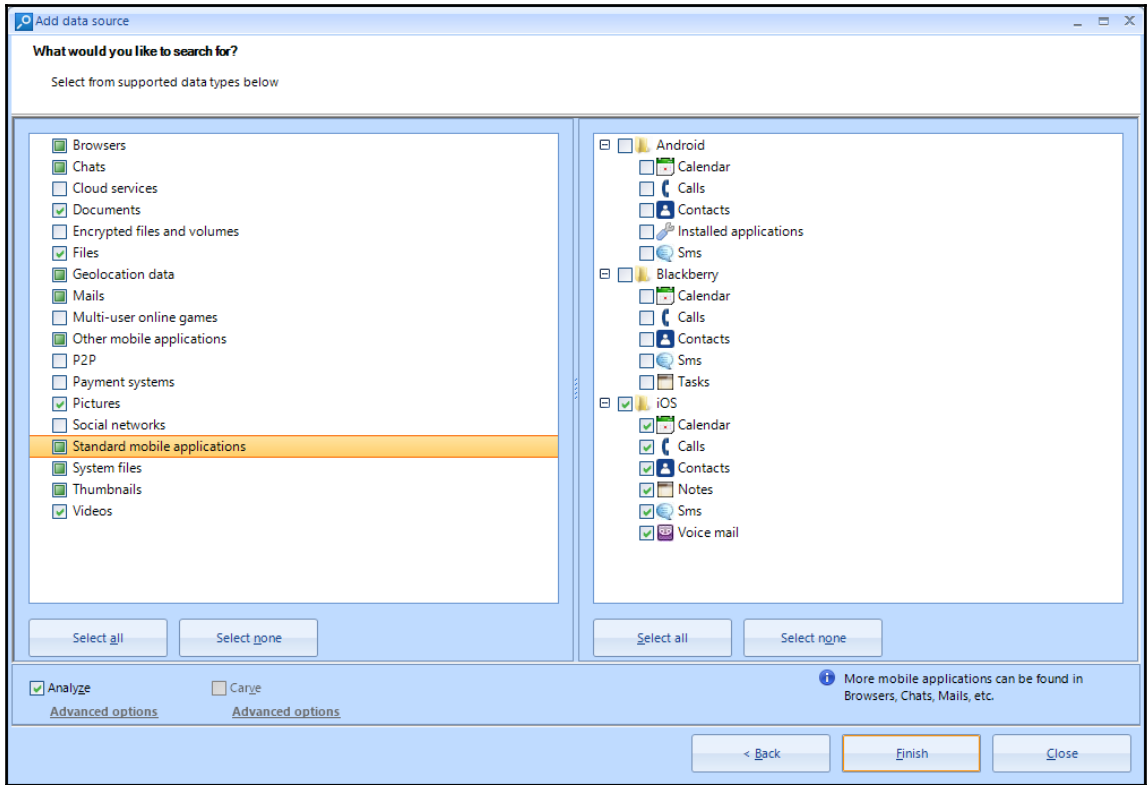 Add data source
What would you like to search for?
Select from supported data types below
Browsers
Chats
Cloud services
Documents
Encrypted files and volumes
Files
Geolocation data
Mails
Multi-user online games
Other mobile applications
P2P
Payment systems
Pictures
Social networks
Standard mobile applications
System files
Thumbnails
Videos
Select all
Select none
Android
Calendar
Calls
Contacts
Installed applications
Sms
Blackberry
Calendar
Calls
Contacts
Sms
Tasks
iOS
Calendar
Calls
Contacts
Notes
Sms
Voice mail
Select all
Select none
Analyze
Advanced options
Carve
Advanced options
More mobile applications can be found in
Browsers, Chats, Mails, etc.
< Back
Finish
Close